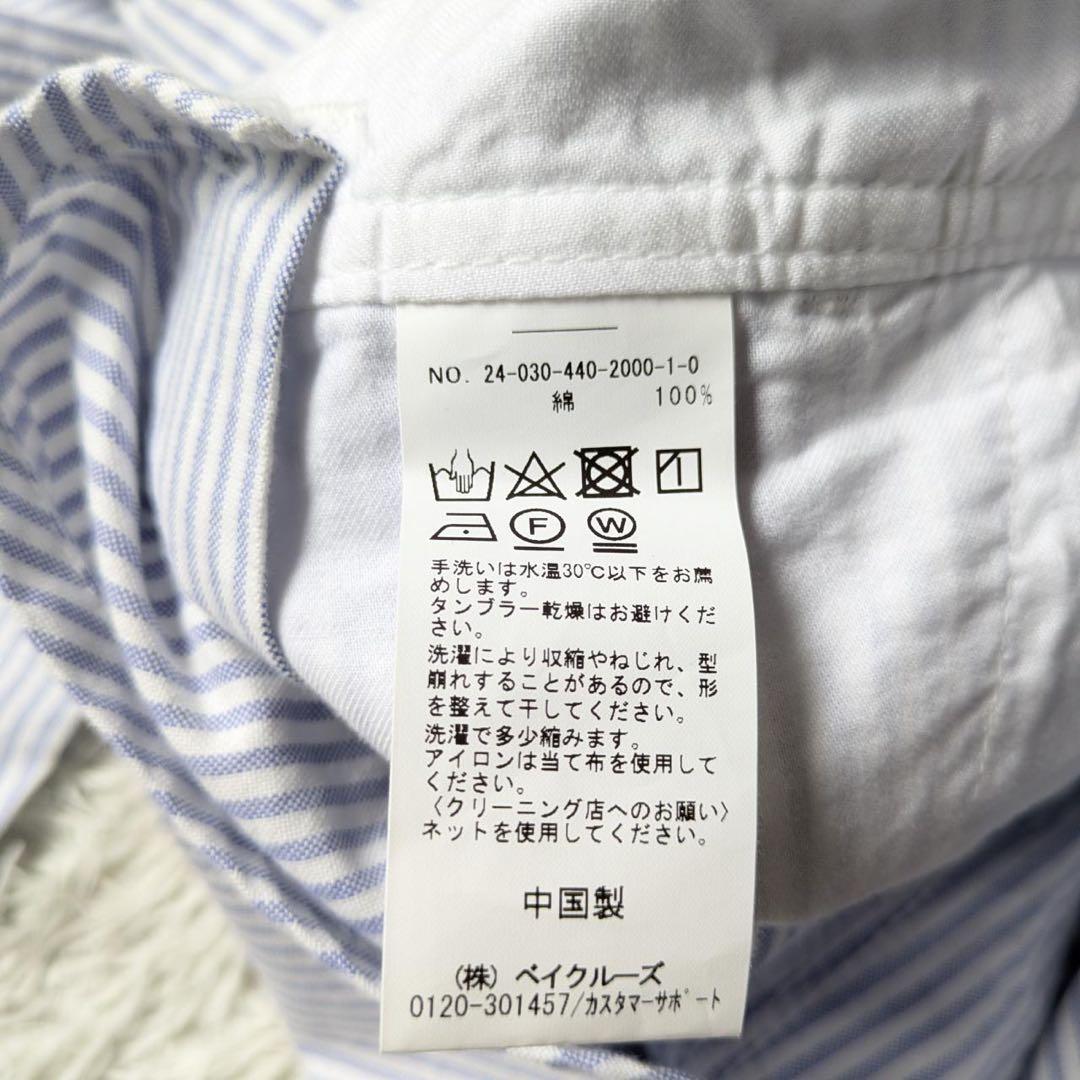 NO. 24-030-440-2000-1-0
綿 100%
F W
手洗いは水温30℃以下をお薦
めします。
タンブラー乾燥はお避けくだ
さい。
洗濯により収縮やねじれ、型
崩れすることがあるので、形
を整えて干してください。
洗濯で多少縮みます。
アイロンは当て布を使用して
ください。
〈クリーニング店へのお願い〉
ネットを使用してください。
中国製
(株) ベイクルーズ
0120-301457/カスタマーサポート